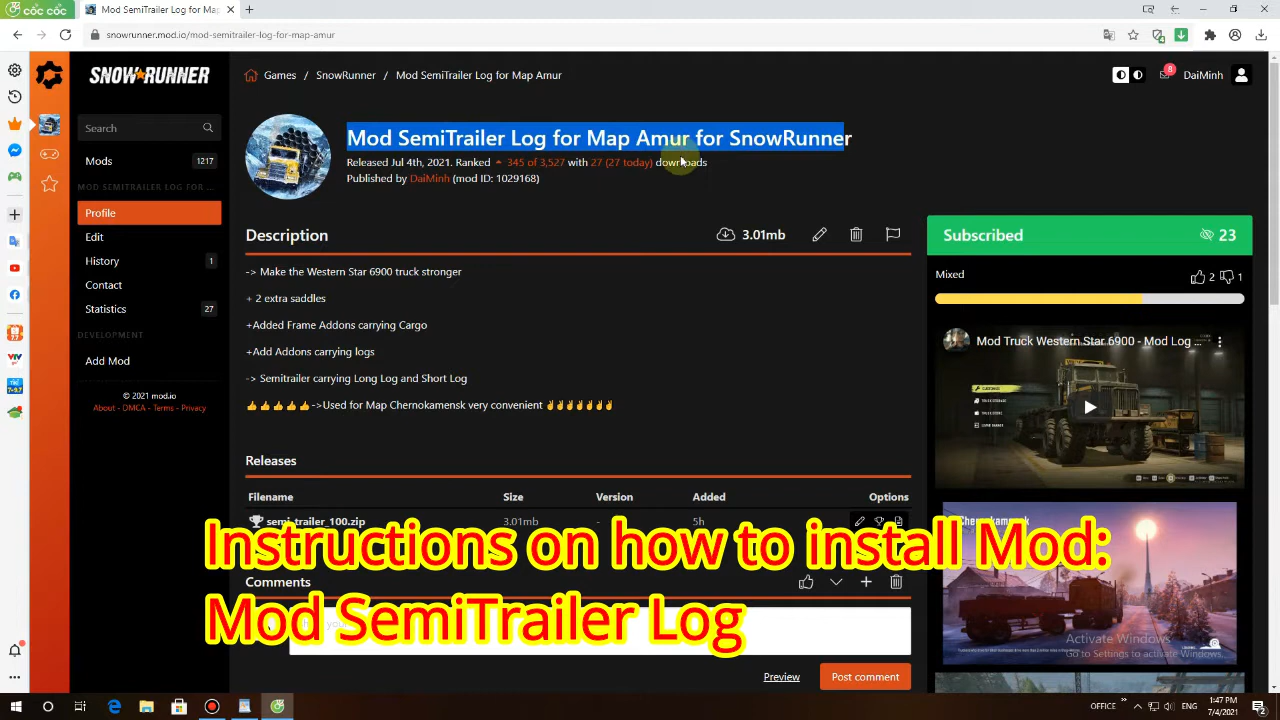 cốc cốc
Mod SemiTrailer Log for Map
snowrunner.mod.io/mod-semitrailer-log-for-map-amur
SNOWRUNNER
Games / SnowRunner / Mod SemiTrailer Log for Map Amur
8
DaiMinh
Search
Mods 1217
MOD SEMITRAILER LOG FOR ...
Profile
Edit
History 1
Contact
Statistics 27
DEVELOPMENT
Add Mod
© 2021 mod.io
About - DMCA - Terms - Privacy
Mod SemiTrailer Log for Map Amur for SnowRunner
Released Jul 4th, 2021. Ranked 345 of 3,527 with 27 (27 today) downloads
Published by DaiMinh (mod ID: 1029168)
Description 3.01mb
-> Make the Western Star 6900 truck stronger
+ 2 extra saddles
+Added Frame Addons carrying Cargo
+Add Addons carrying logs
-> Semitrailer carrying Long Log and Short Log
👍👍👍👍👍->Used for Map Chernokamensk very convenient ✌✌✌✌✌✌✌
Releases
Filename Size Version Added Options
semi_trailer_100.zip 3.01mb - 5h
Comments
Preview
Post comment
Subscribed 23
Mixed 2 1
Mod Truck Western Star 6900 - Mod Log ...
Chernokamensk
Activate Windows
Go to Settings to activate Windows.
Instructions on how to install Mod:
Mod SemiTrailer Log
OFFICE
ENG
1:47 PM
7/4/2021
2